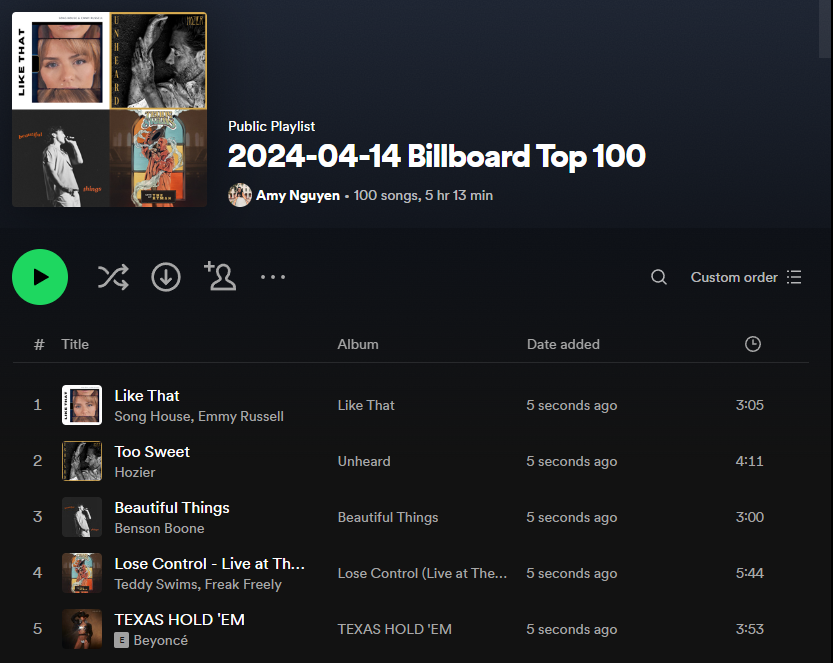 LIKE THAT
UNHEARD
HOZIER
beautiful
things
Public Playlist
2024-04-14 Billboard Top 100
Amy Nguyen • 100 songs, 5 hr 13 min
Custom order
# Title Album Date added
1 Like That Like That 5 seconds ago 3:05
Song House, Emmy Russell
2 Too Sweet Unheard 5 seconds ago 4:11
Hozier
3 Beautiful Things Beautiful Things 5 seconds ago 3:00
Benson Boone
4 Lose Control - Live at Th... Lose Control (Live at The... 5 seconds ago 5:44
Teddy Swims, Freak Freely
5 TEXAS HOLD 'EM TEXAS HOLD 'EM 5 seconds ago 3:53
E Beyoncé